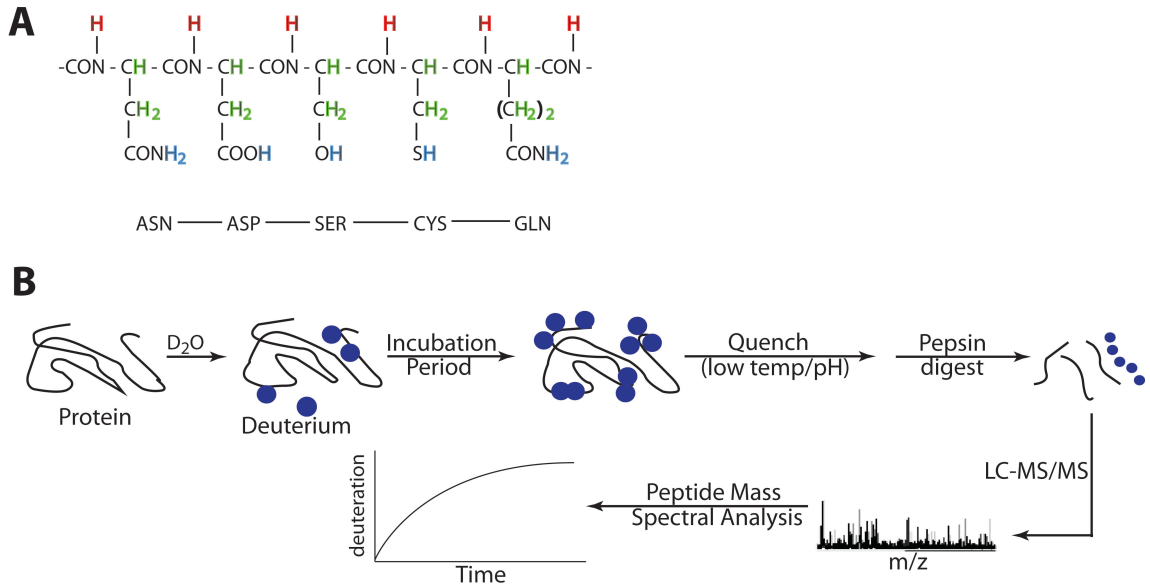 A
H H H H H H
-CON - CH - CON - CH - CON - CH - CON - CH - CON - CH - CON -
CH2 CH2 CH2 CH2 (CH2)2
CONH2 COOH OH SH CONH2
ASN ASP SER CYS GLN
B
D2O
Incubation
Period
Quench
(low temp/pH)
Pepsin
digest
Protein
Deuterium
LC-MS/MS
Peptide Mass
Spectral Analysis
m/z
deuteration
Time